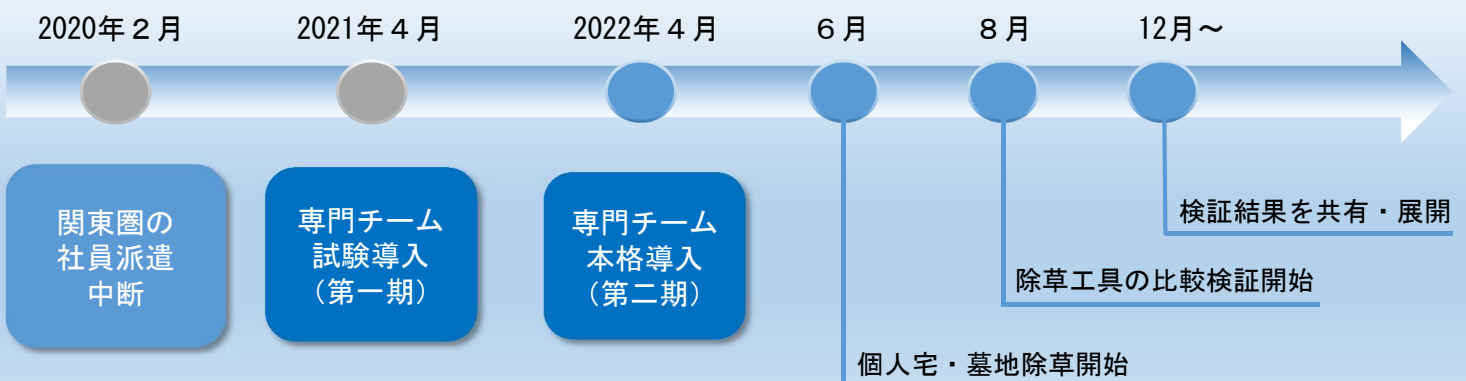 2020年２月
2021年４月
2022年４月
６月
８月
12月～
関東圏の
社員派遣
中断
専門チーム
試験導入
（第一期）
専門チーム
本格導入
（第二期）
検証結果を共有・展開
除草工具の比較検証開始
個人宅・墓地除草開始